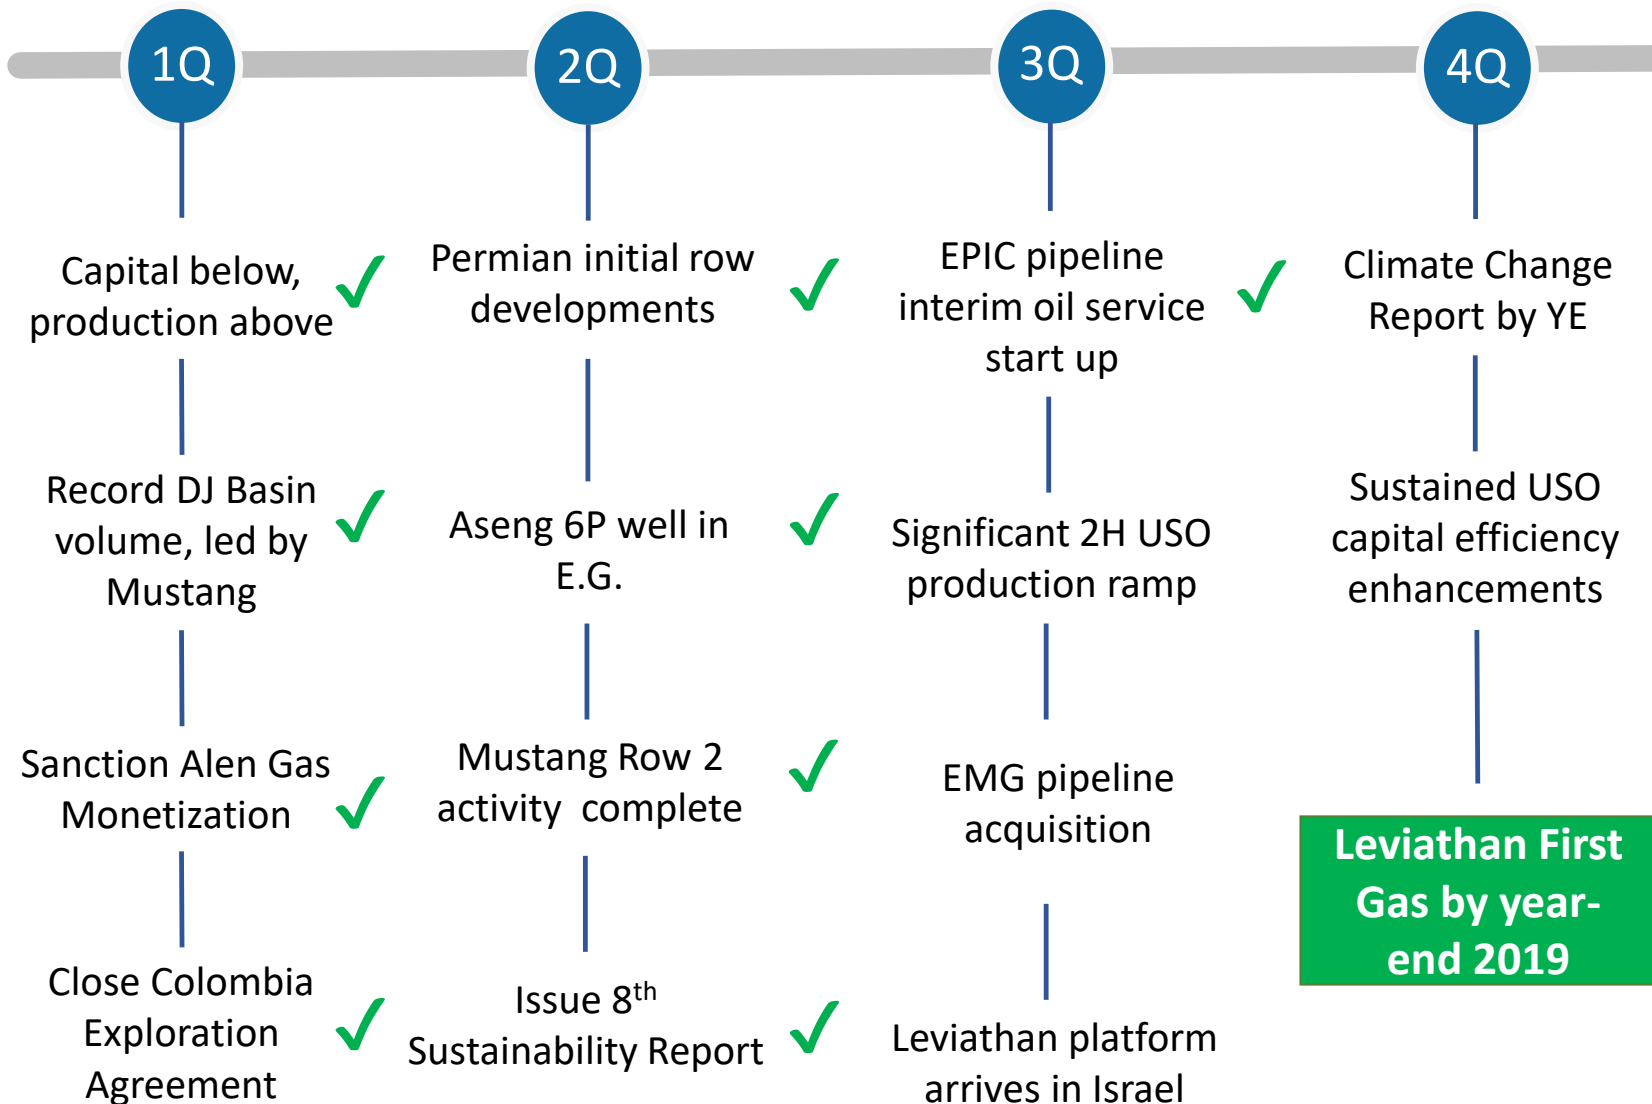 1Q
2Q
3Q
4Q
Capital below,
production above
Record DJ Basin
volume, led by
Mustang
Sanction Alen Gas
Monetization
Close Colombia
Exploration
Agreement
Permian initial row
developments
Aseng 6P well in
E.G.
Mustang Row 2
activity complete
Issue 8th
Sustainability Report
EPIC pipeline
interim oil service
start up
Significant 2H USO
production ramp
EMG pipeline
acquisition
Leviathan platform
arrives in Israel
Climate Change
Report by YE
Sustained USO
capital efficiency
enhancements
Leviathan First
Gas by year-
end 2019